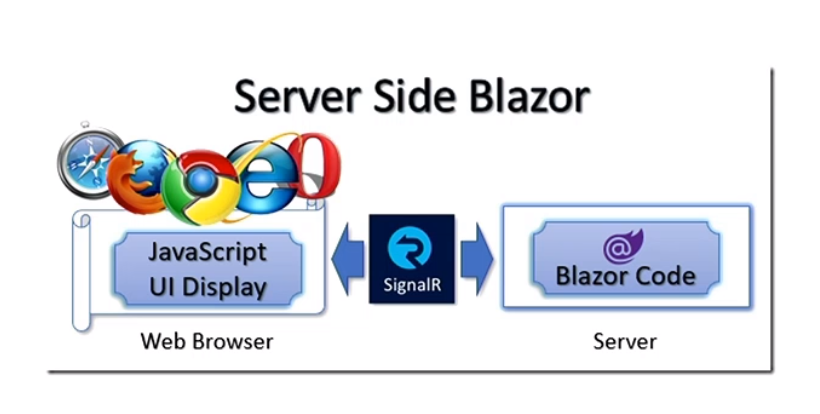 Server Side Blazor
JavaScript
UI Display
SignalR
@
Blazor Code
Web Browser
Server